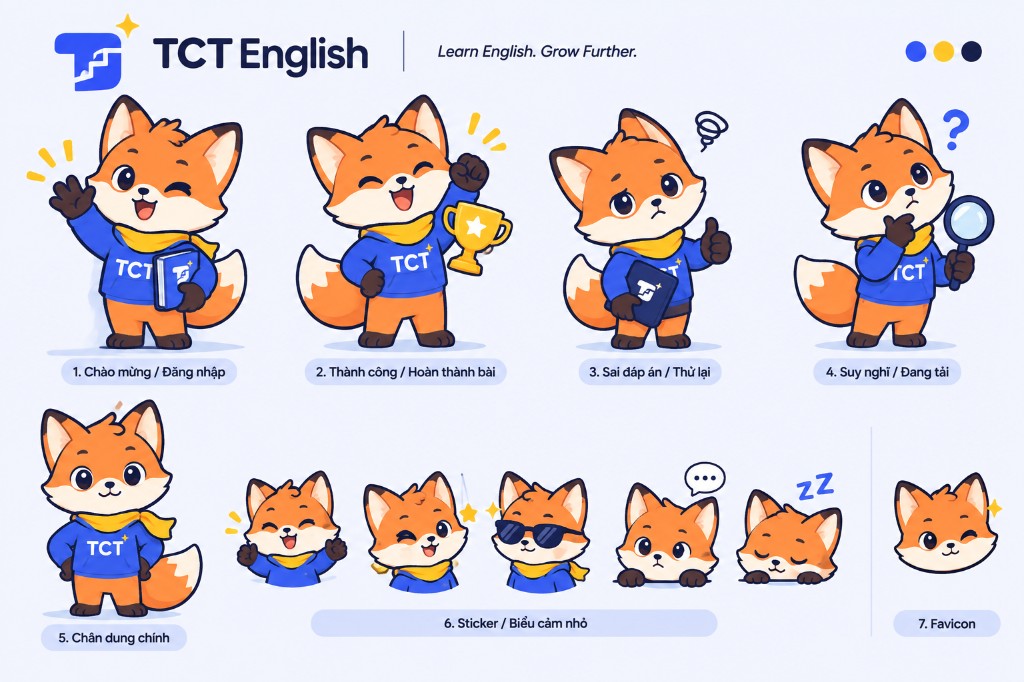 TCT English
Learn English. Grow Further.
TCT
TCT
TCT
?
TCT
1. Chào mừng / Đăng nhập
2. Thành công / Hoàn thành bài
3. Sai đáp án / Thử lại
4. Suy nghĩ / Đang tải
TCT
zZ
5. Chân dung chính
6. Sticker / Biểu cảm nhỏ
7. Favicon